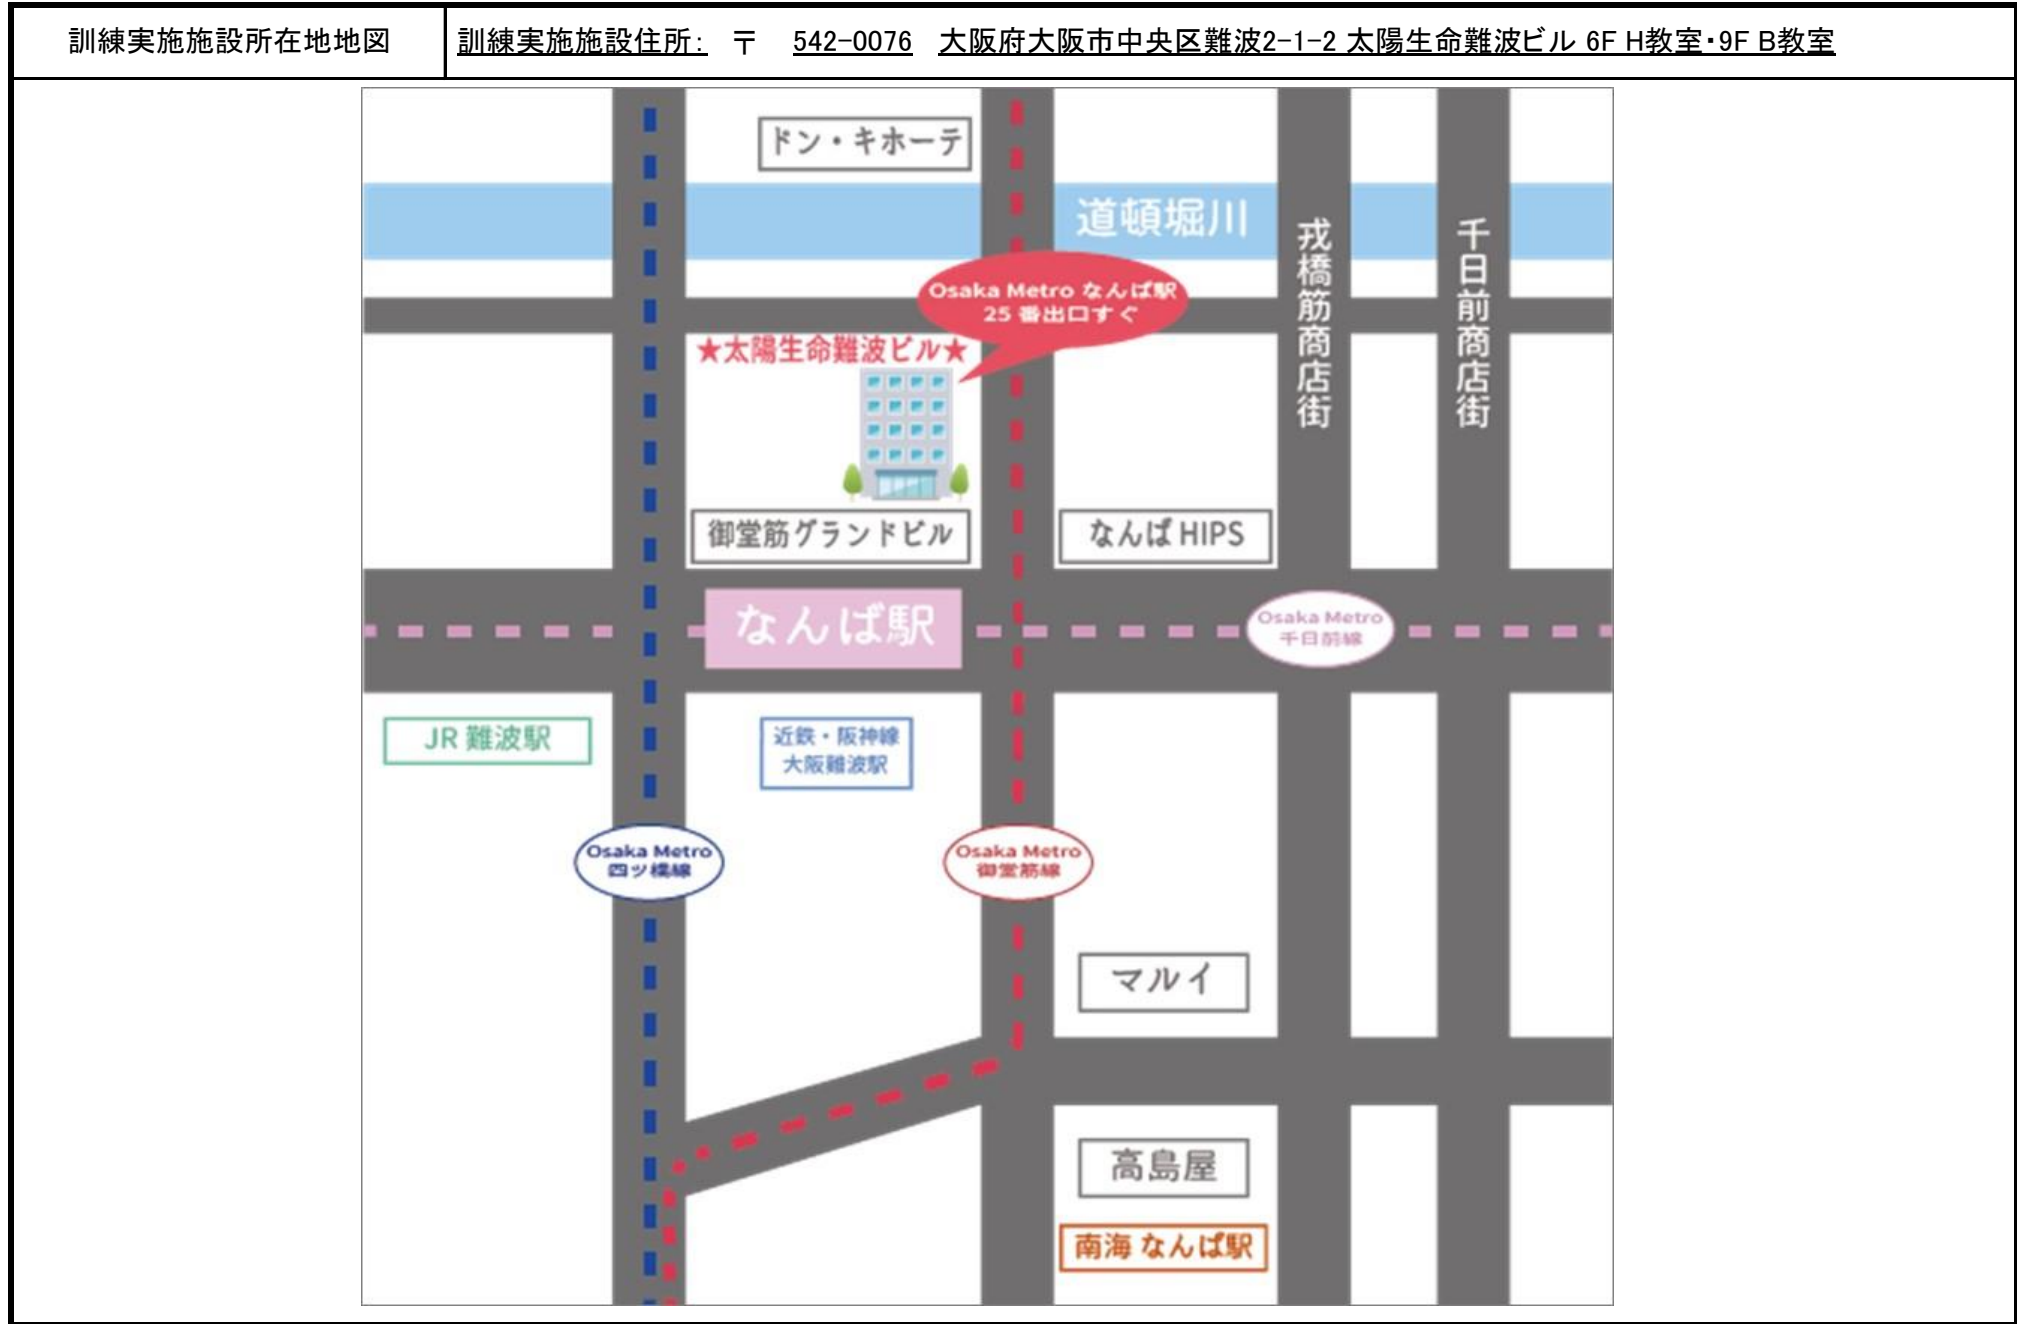 訓練実施施設所在地地図
訓練実施施設住所： 〒 542-0076 大阪府大阪市中央区難波2-1-2 太陽生命難波ビル 6F H教室・9F B教室
ドン・キホーテ
道頓堀川
戎橋筋商店街
千日前商店街
Osaka Metro なんば駅
25 番出口すぐ
★太陽生命難波ビル★
御堂筋グランドビル
なんば HIPS
なんば駅
Osaka Metro
千日前線
JR 難波駅
近鉄・阪神線
大阪難波駅
Osaka Metro
四ツ橋線
Osaka Metro
御堂筋線
マルイ
高島屋
南海 なんば駅